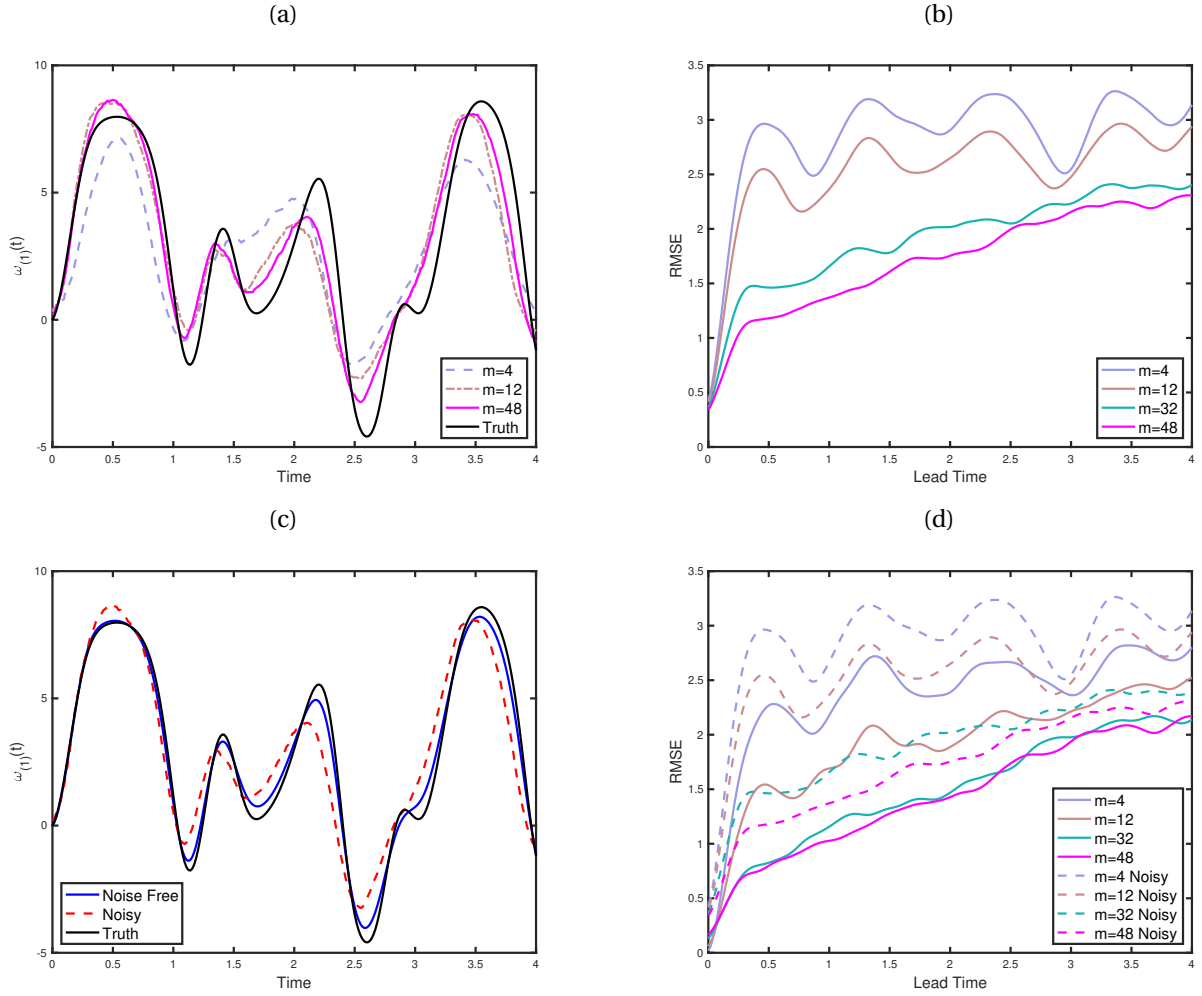 (a)
10
5
0
-5
0
0.5
1
1.5
2
2.5
3
3.5
4
ω(1)(t)
Time
m=4
m=12
m=48
Truth
(b)
3.5
3
2.5
2
1.5
1
0.5
0
0
0.5
1
1.5
2
2.5
3
3.5
4
RMSE
Lead Time
m=4
m=12
m=32
m=48
(c)
10
5
0
-5
0
0.5
1
1.5
2
2.5
3
3.5
4
ω(1)(t)
Time
Noise Free
Noisy
Truth
(d)
3.5
3
2.5
2
1.5
1
0.5
0
0
0.5
1
1.5
2
2.5
3
3.5
4
RMSE
Lead Time
m=4
m=12
m=32
m=48
m=4 Noisy
m=12 Noisy
m=32 Noisy
m=48 Noisy